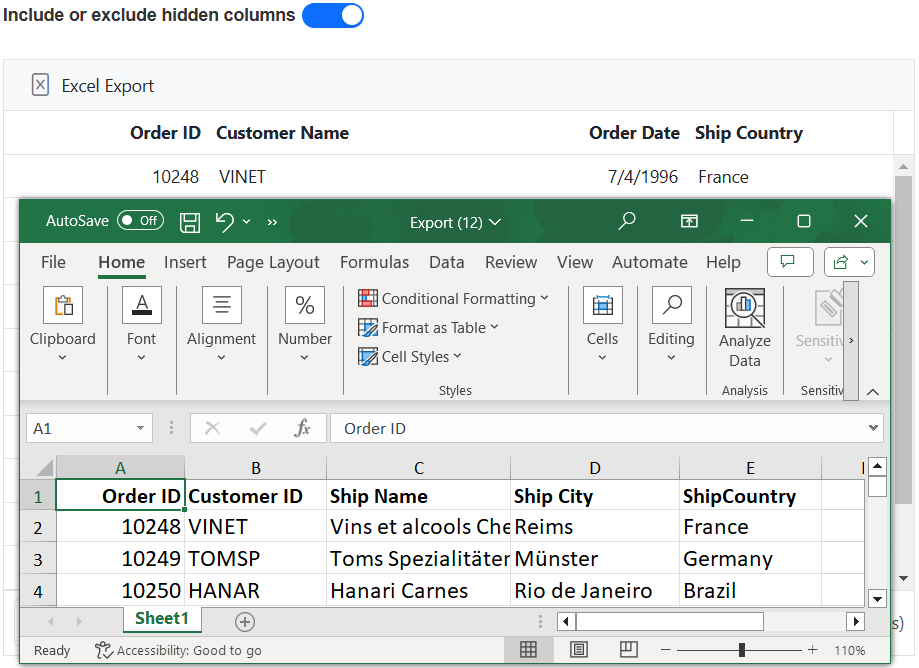 Include or exclude hidden columns
Excel Export
Order ID Customer Name Order Date Ship Country
10248 VINET 7/4/1996 France
AutoSave Off Export (12)
File Home Insert Page Layout Formulas Data Review View Automate Help
Clipboard Font Alignment Number Conditional Formatting Format as Table Cell Styles Cells Editing Analyze Data Sensitiv
Styles Analysis Sensitiv
A1 fx Order ID
A B C D E
1 Order ID Customer ID Ship Name Ship City ShipCountry
2 10248 VINET Vins et alcools Che Reims France
3 10249 TOMSP Toms Spezialitäten Münster Germany
4 10250 HANAR Hanari Carnes Rio de Janeiro Brazil
Sheet1 s)
Ready Accessibility: Good to go 110%